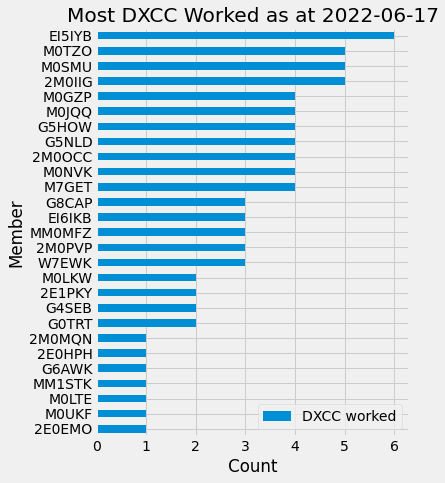 Most DXCC Worked as at 2022-06-17
EI5IYB
M0TZO
M0SMU
2M0IIG
M0GZP
M0JQQ
G5HOW
G5NLD
2M0OCC
M0NVK
M7GET
G8CAP
EI6IKB
MM0MFZ
2M0PVP
W7EWK
M0LKW
2E1PKY
G4SEB
G0TRT
2M0MQN
2E0HPH
G6AWK
MM1STK
M0LTE
M0UKF
2E0EMO
Member
DXCC worked
0 1 2 3 4 5 6
Count